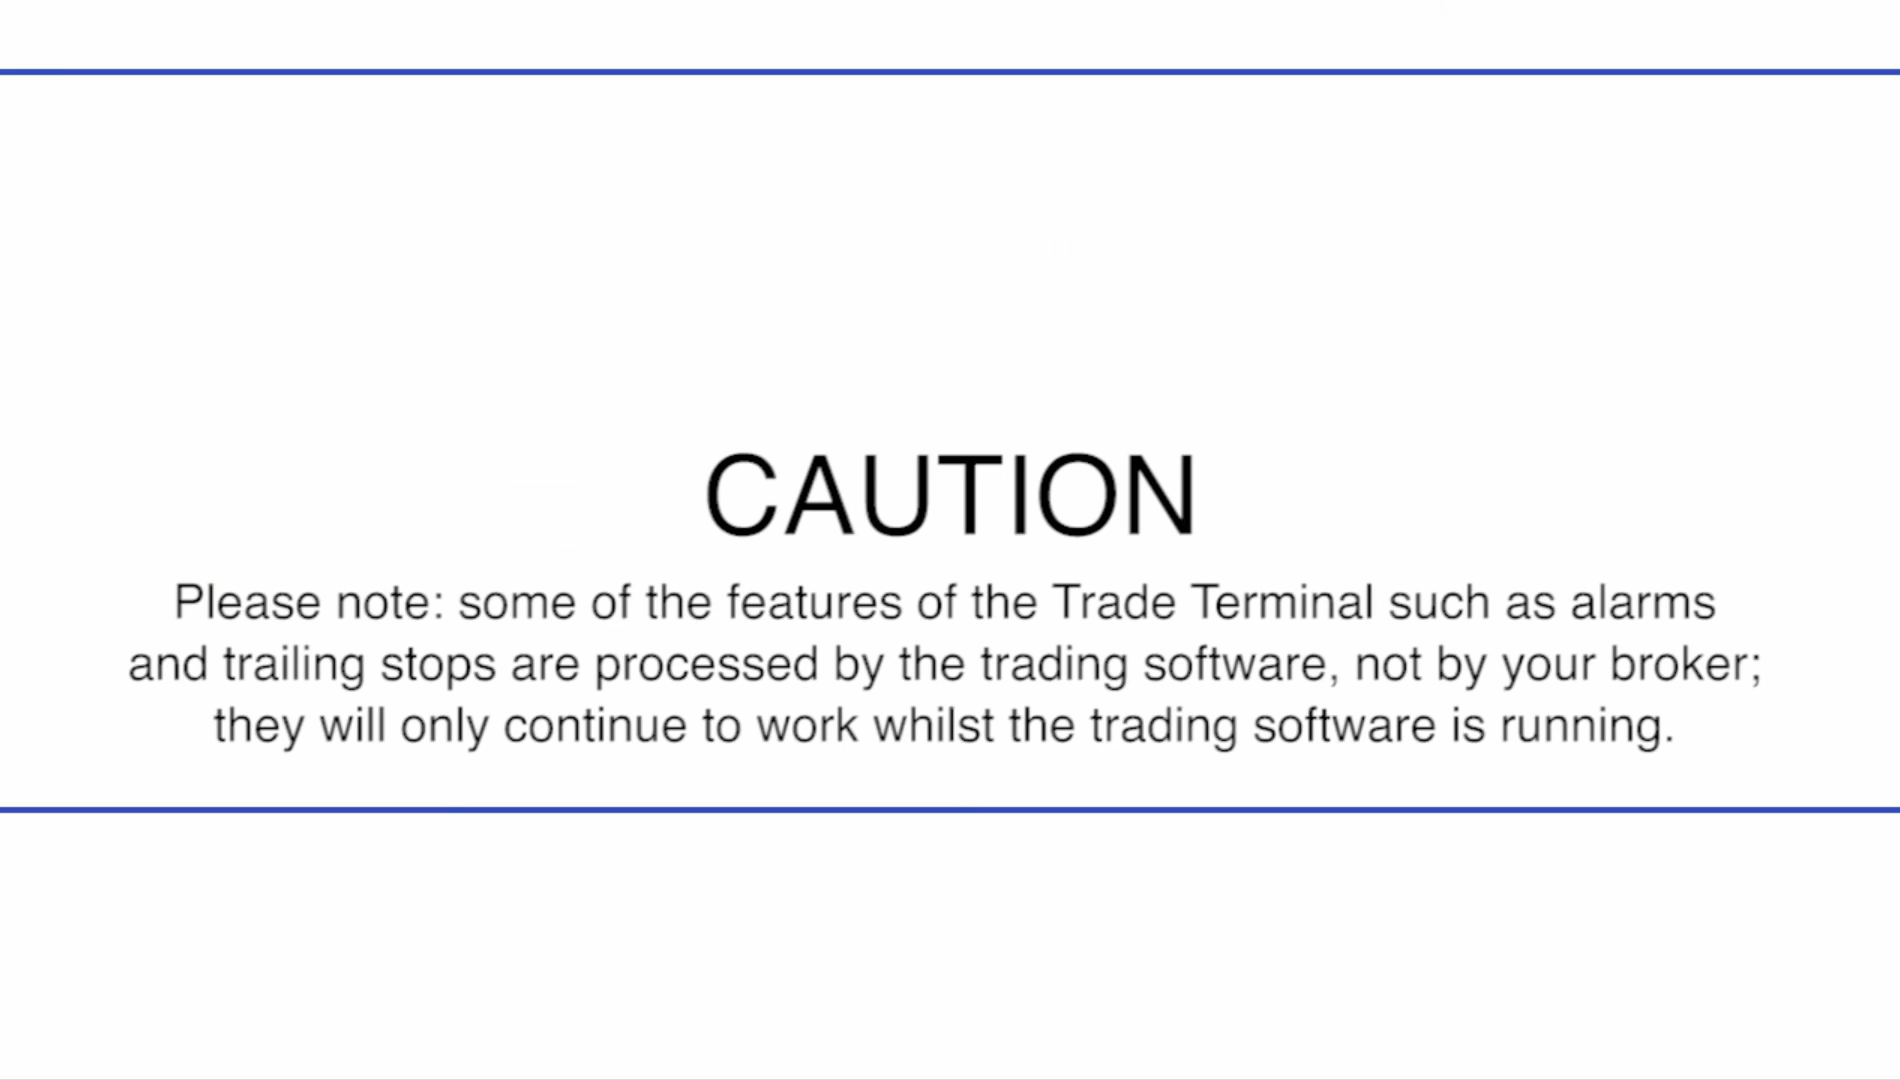 CAUTION
Please note: some of the features of the Trade Terminal such as alarms
and trailing stops are processed by the trading software, not by your broker;
they will only continue to work whilst the trading software is running.